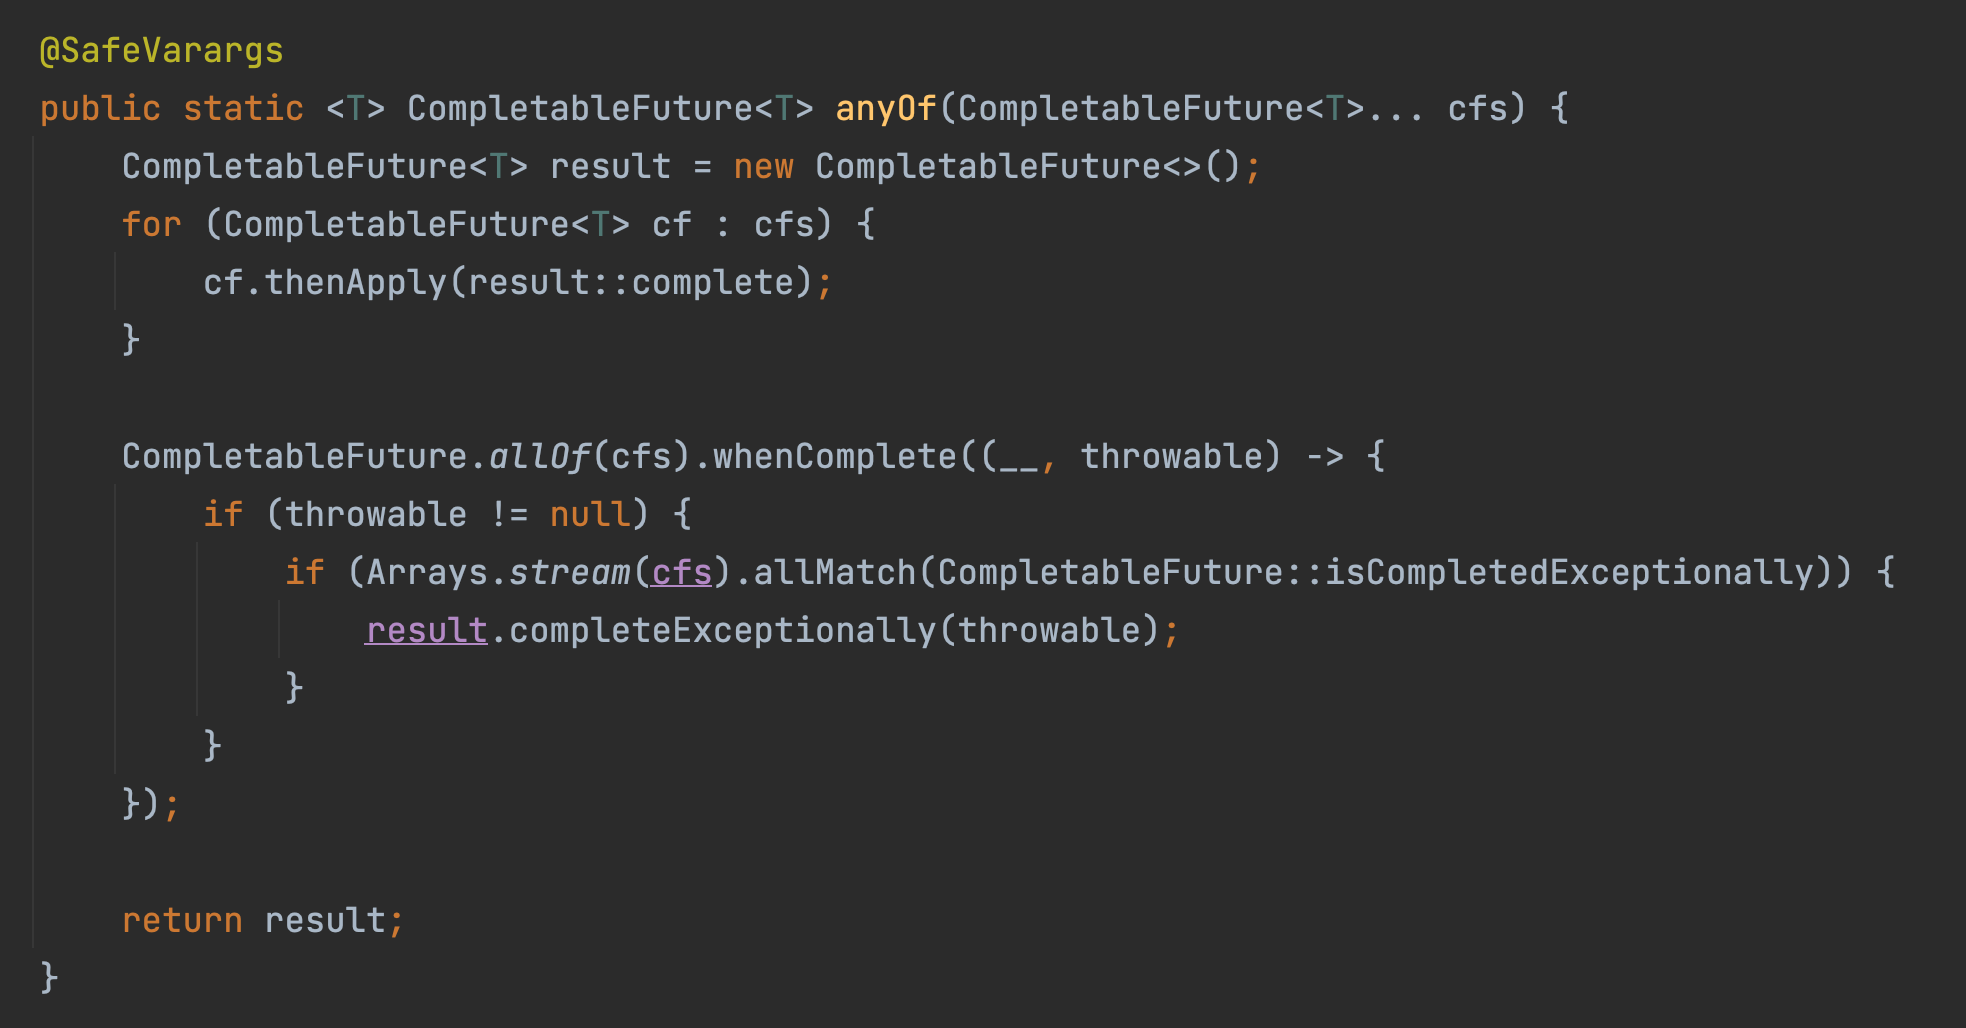 @SafeVarargs
public static <T> CompletableFuture<T> anyOf(CompletableFuture<T>... cfs) {
    CompletableFuture<T> result = new CompletableFuture<>();
    for (CompletableFuture<T> cf : cfs) {
        cf.thenApply(result::complete);
    }

    CompletableFuture.allOf(cfs).whenComplete((__, throwable) -> {
        if (throwable != null) {
            if (Arrays.stream(cfs).allMatch(CompletableFuture::isCompletedExceptionally)) {
                result.completeExceptionally(throwable);
            }
        }
    });

    return result;
}